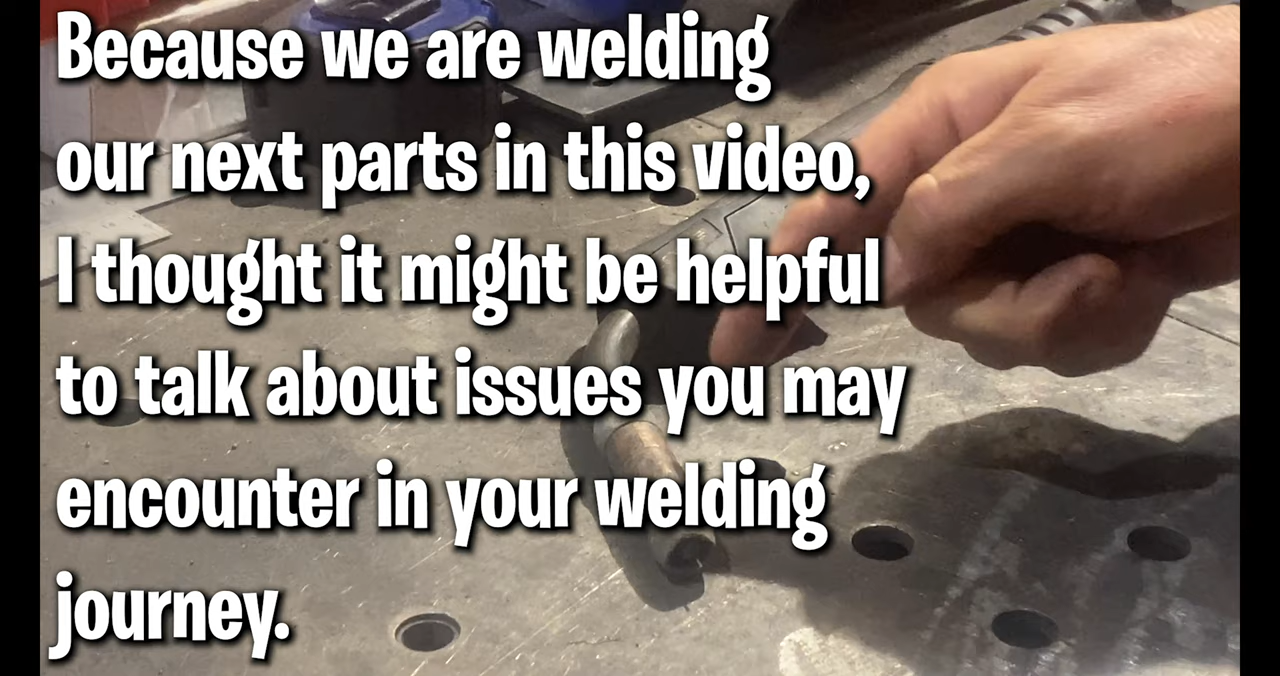 Because we are welding
our next parts in this video,
I thought it might be helpful
to talk about issues you may
encounter in your welding
journey.